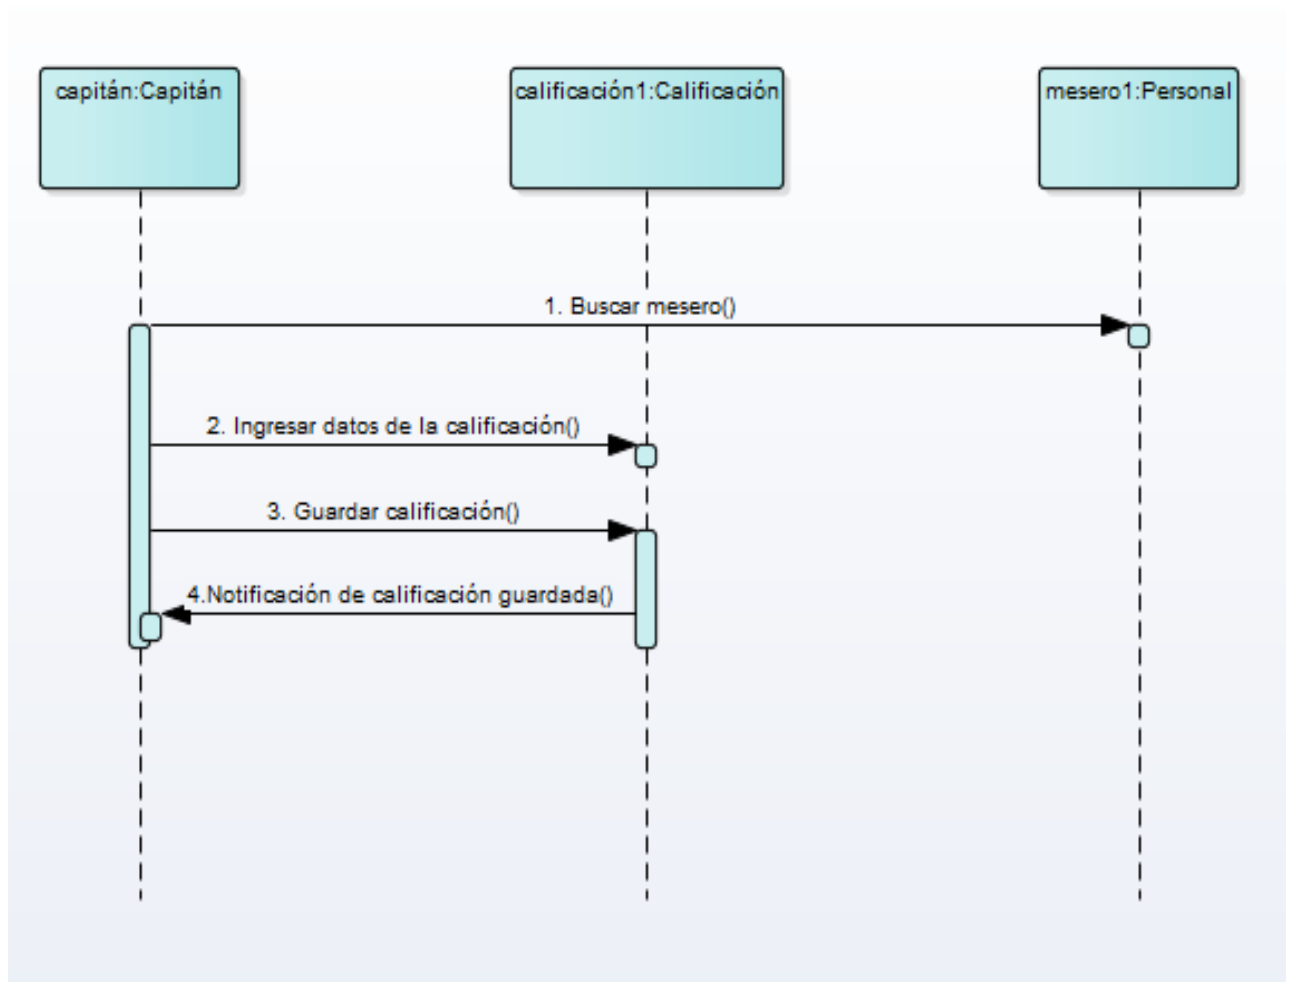 capitán:Capitán
calificación1:Calificación
mesero1:Personal
1. Buscar mesero()
2. Ingresar datos de la calificación()
3. Guardar calificación()
4.Notificación de calificación guardada()